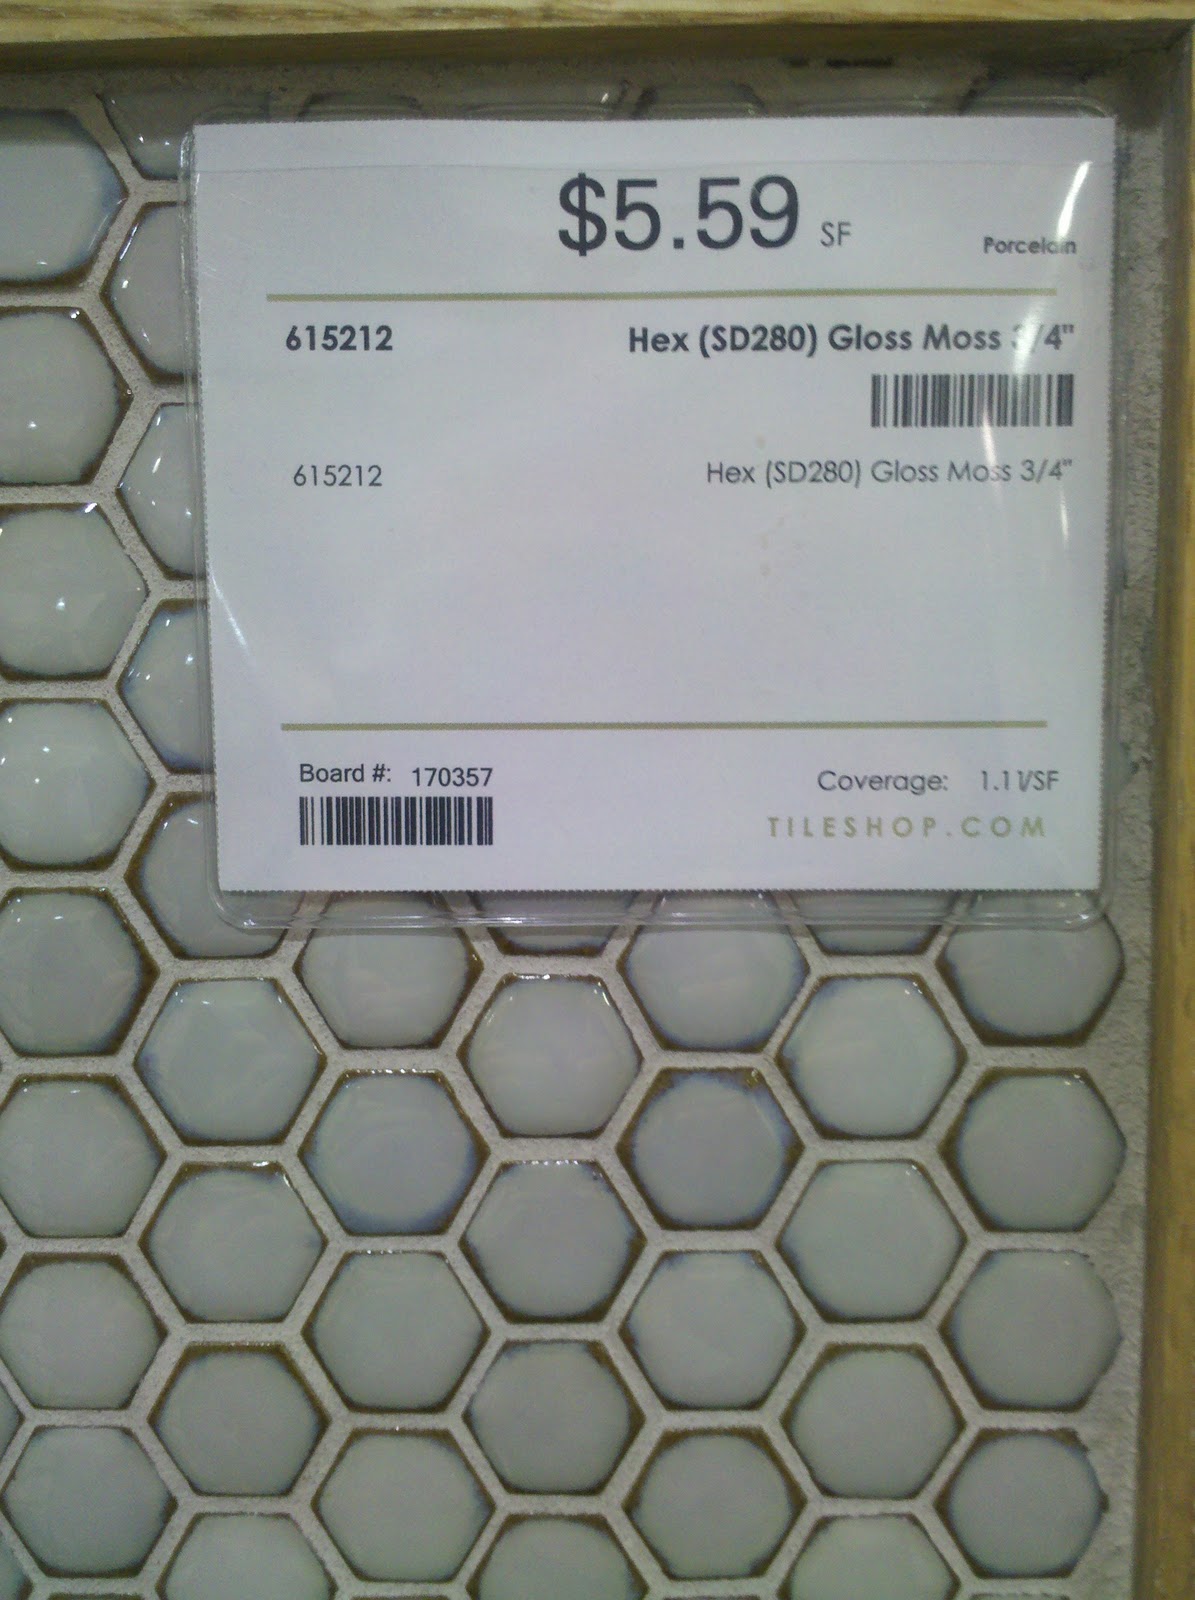 $5.59 SF
Porcelain
615212 Hex (SD280) Gloss Moss 3/4"
615212 Hex (SD280) Gloss Moss 3/4"
Board #: 170357 Coverage: 1.11/SF
TILESHOP.COM